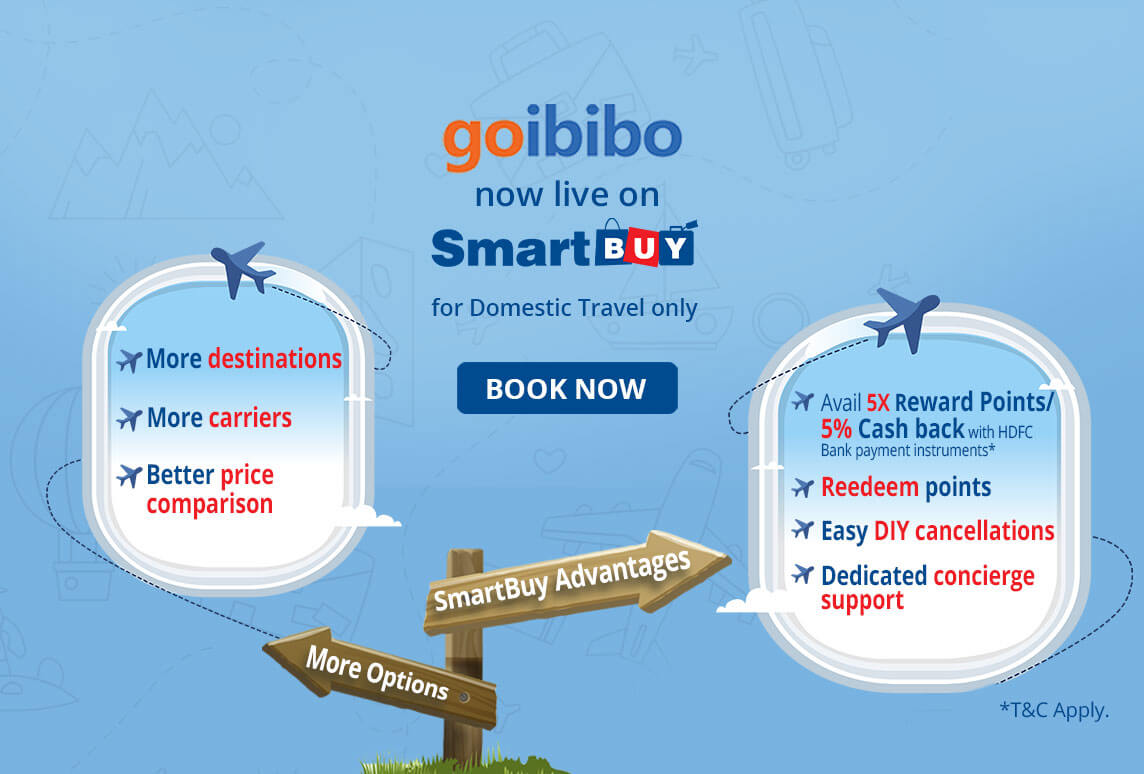 goibibo
now live on
SmartBUY
for Domestic Travel only
BOOK NOW
More destinations
More carriers
Better price
comparison
Avail 5X Reward Points/
5% Cash back with HDFC
Bank payment instruments*
Reedeem points
Easy DIY cancellations
Dedicated concierge
support
SmartBuy Advantages
More Options
*T&C Apply.